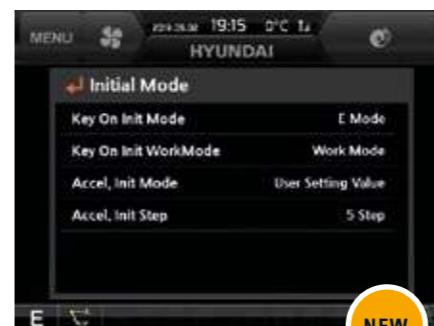 MENU 19:15 0°C
HYUNDAI
Initial Mode
Key On Init Mode E Mode
Key On Init WorkMode Work Mode
Accel, Init Mode User Setting Value
Accel, Init Step 5 Step
E
NEW